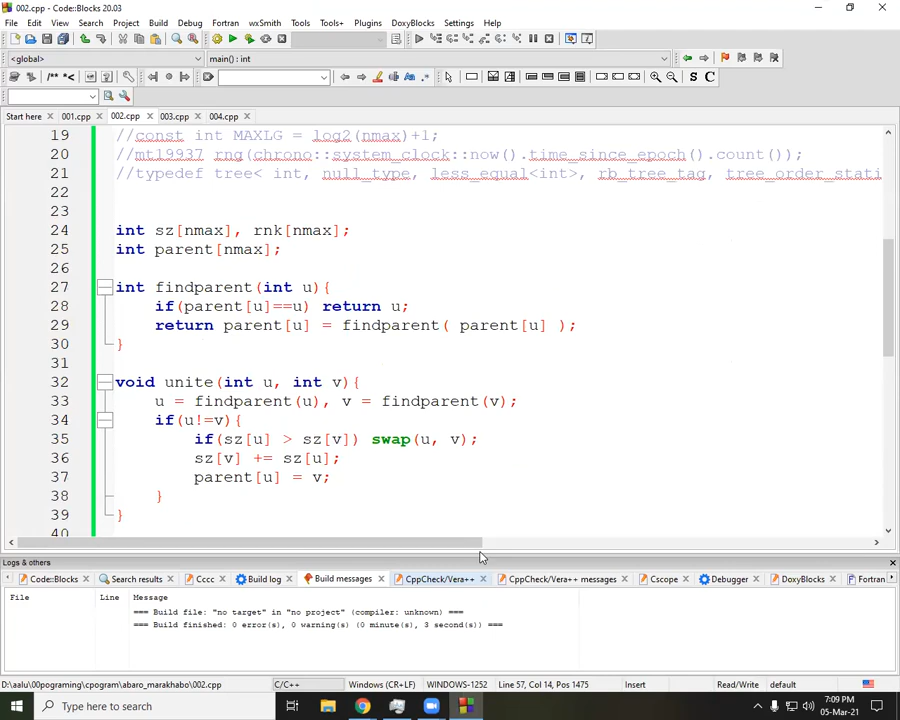 002.cpp - Code::Blocks 20.03
File Edit View Search Project Build Debug Fortran wxSmith Tools Tools+ Plugins DoxyBlocks Settings Help
<global> main() : int
/** *<
S C
Start here 001.cpp 002.cpp 003.cpp 004.cpp
19 //const int MAXLG = log2(nmax)+1;
20 //mt19937 rng(chrono::system_clock::now().time_since_epoch().count());
21 //typedef tree< int, null_type, less_equal<int>, rb_tree_tag, tree_order_stati
22
23
24 int sz[nmax], rnk[nmax];
25 int parent[nmax];
26
27 int findparent(int u){
28 if(parent[u]==u) return u;
29 return parent[u] = findparent( parent[u] );
30 }
31
32 void unite(int u, int v){
33 u = findparent(u), v = findparent(v);
34 if(u!=v){
35 if(sz[u] > sz[v]) swap(u, v);
36 sz[v] += sz[u];
37 parent[u] = v;
38 }
39 }
40
Logs & others
Code::Blocks Search results Cccc Build log Build messages CppCheck/Vera++ CppCheck/Vera++ messages Cscope Debugger DoxyBlocks Fortran
File Line Message
=== Build file: "no target" in "no project" (compiler: unknown) ===
=== Build finished: 0 error(s), 0 warning(s) (0 minute(s), 3 second(s)) ===
D:\aalu\00pograming\cpogram\abaro_marakhabo\002.cpp C/C++ Windows (CR+LF) WINDOWS-1252 Line 57, Col 14, Pos 1475 Insert Read/Write default
Type here to search
7:09 PM
05-Mar-21